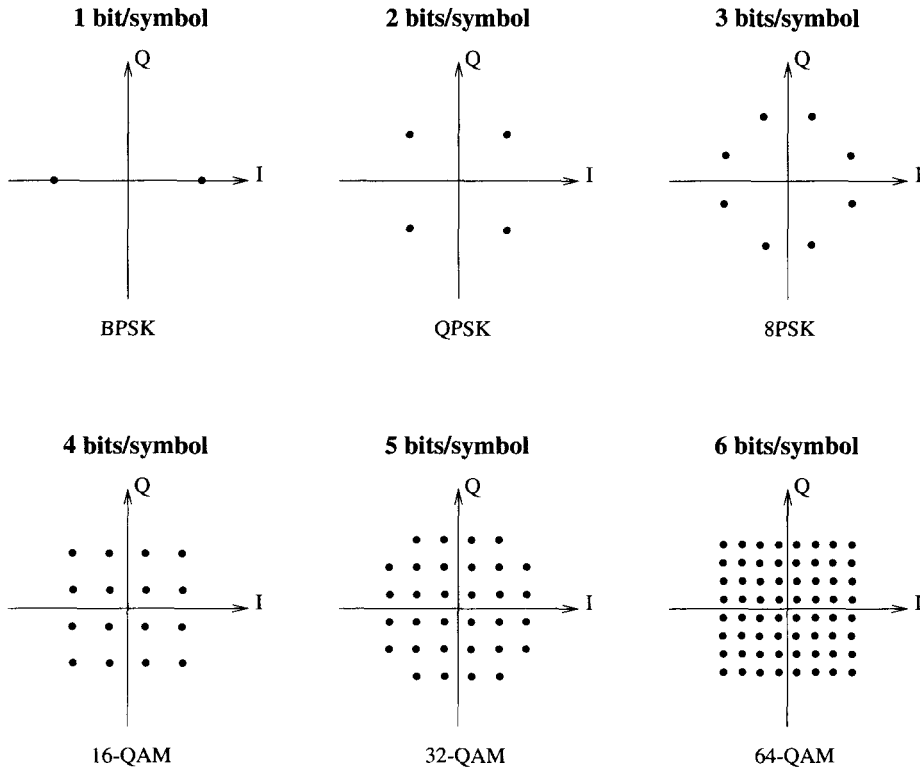 1 bit/symbol 2 bits/symbol 3 bits/symbol
Q Q Q
I I I
BPSK QPSK 8PSK
4 bits/symbol 5 bits/symbol 6 bits/symbol
Q Q Q
I I I
16-QAM 32-QAM 64-QAM